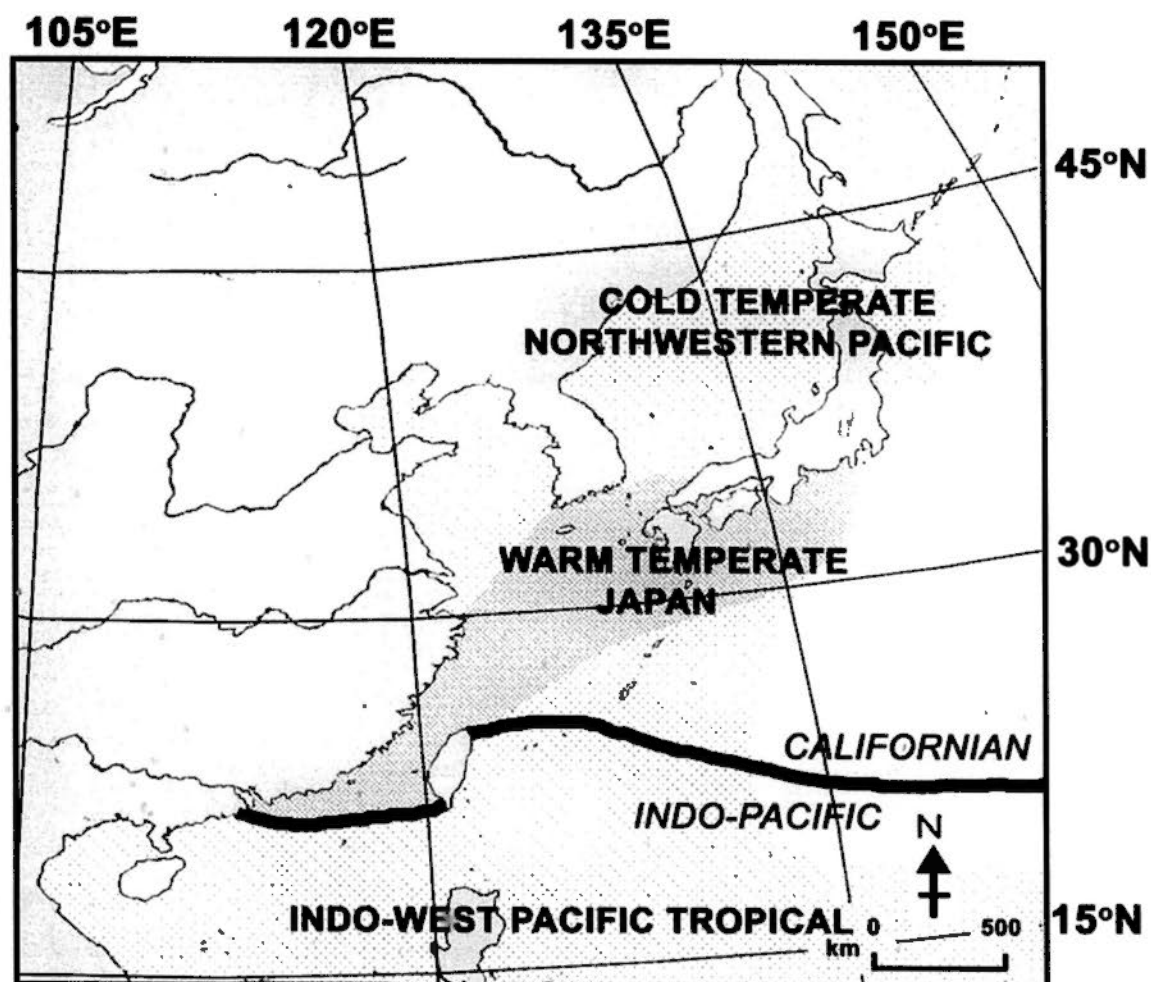 105°E 120°E 135°E 150°E
45°N
COLD TEMPERATE
NORTHWESTERN PACIFIC
WARM TEMPERATE
JAPAN
30°N
CALIFORNIAN
INDO-PACIFIC
N
INDO-WEST PACIFIC TROPICAL
0 500
km
15°N